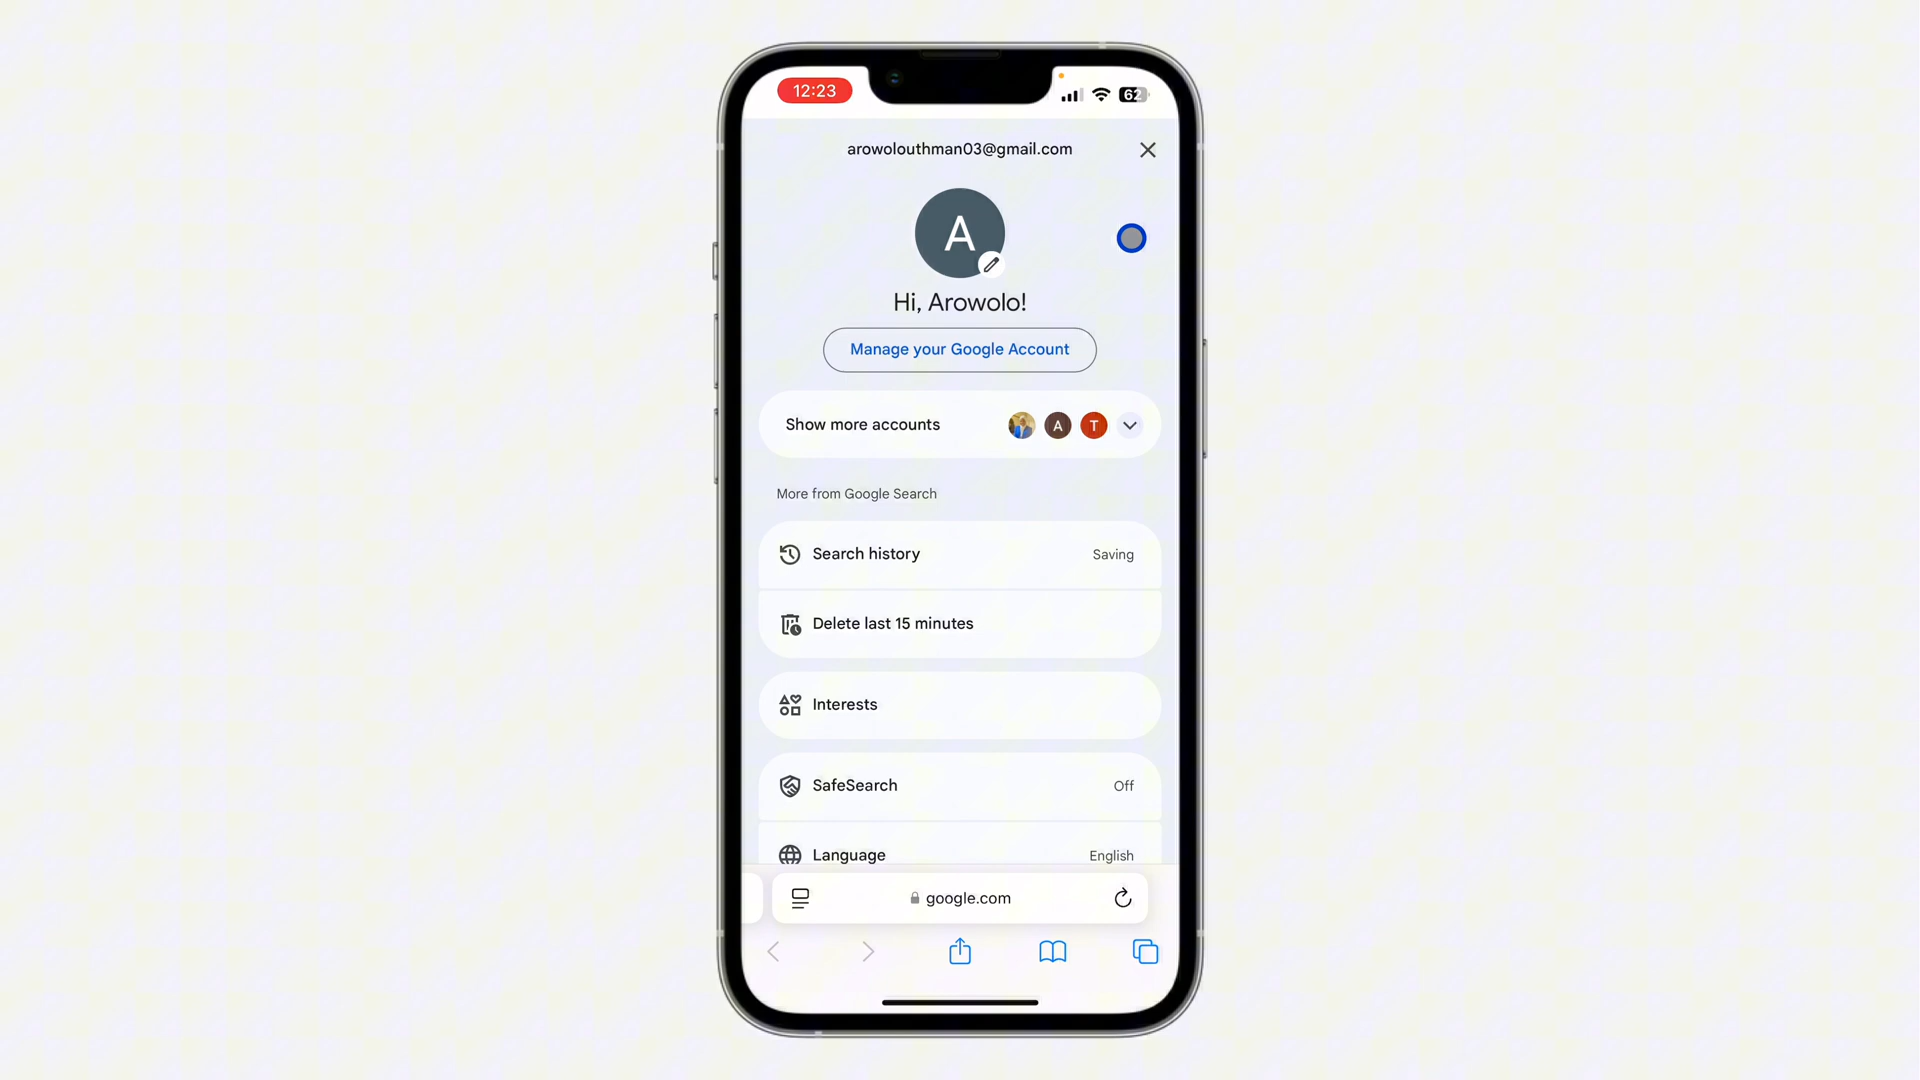 12:23
62
arowolouthman03@gmail.com
A
Hi, Arowolo!
Manage your Google Account
Show more accounts
A
T
More from Google Search
Search history
Saving
Delete last 15 minutes
Interests
SafeSearch
Off
Language
English
google.com